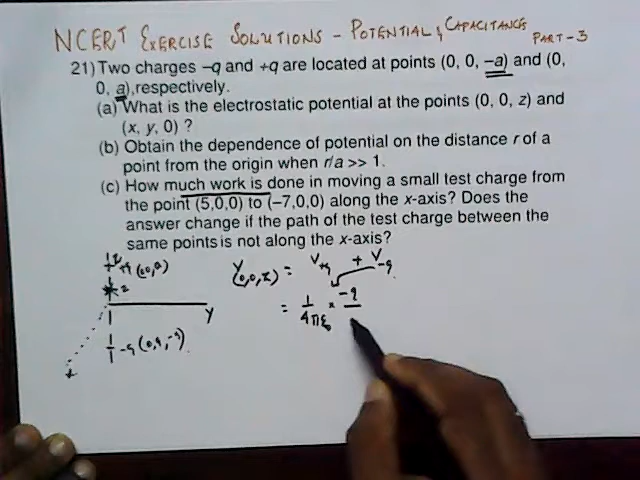 NCERT EXERCISE SOLUTIONS - POTENTIAL & CAPACITANCE
PART-3
21) Two charges –q and +q are located at points (0, 0, –a) and (0,
0, a), respectively.
(a) What is the electrostatic potential at the points (0, 0, z) and
(x, y, 0) ?
(b) Obtain the dependence of potential on the distance r of a
point from the origin when r/a >> 1.
(c) How much work is done in moving a small test charge from
the point (5,0,0) to (–7,0,0) along the x-axis? Does the
answer change if the path of the test charge between the
same points is not along the x-axis?
z
+q (0,0,a)
z
y
-q
x
V(0,0,z) = V+q + V-q
= 1/4πε₀ × -q